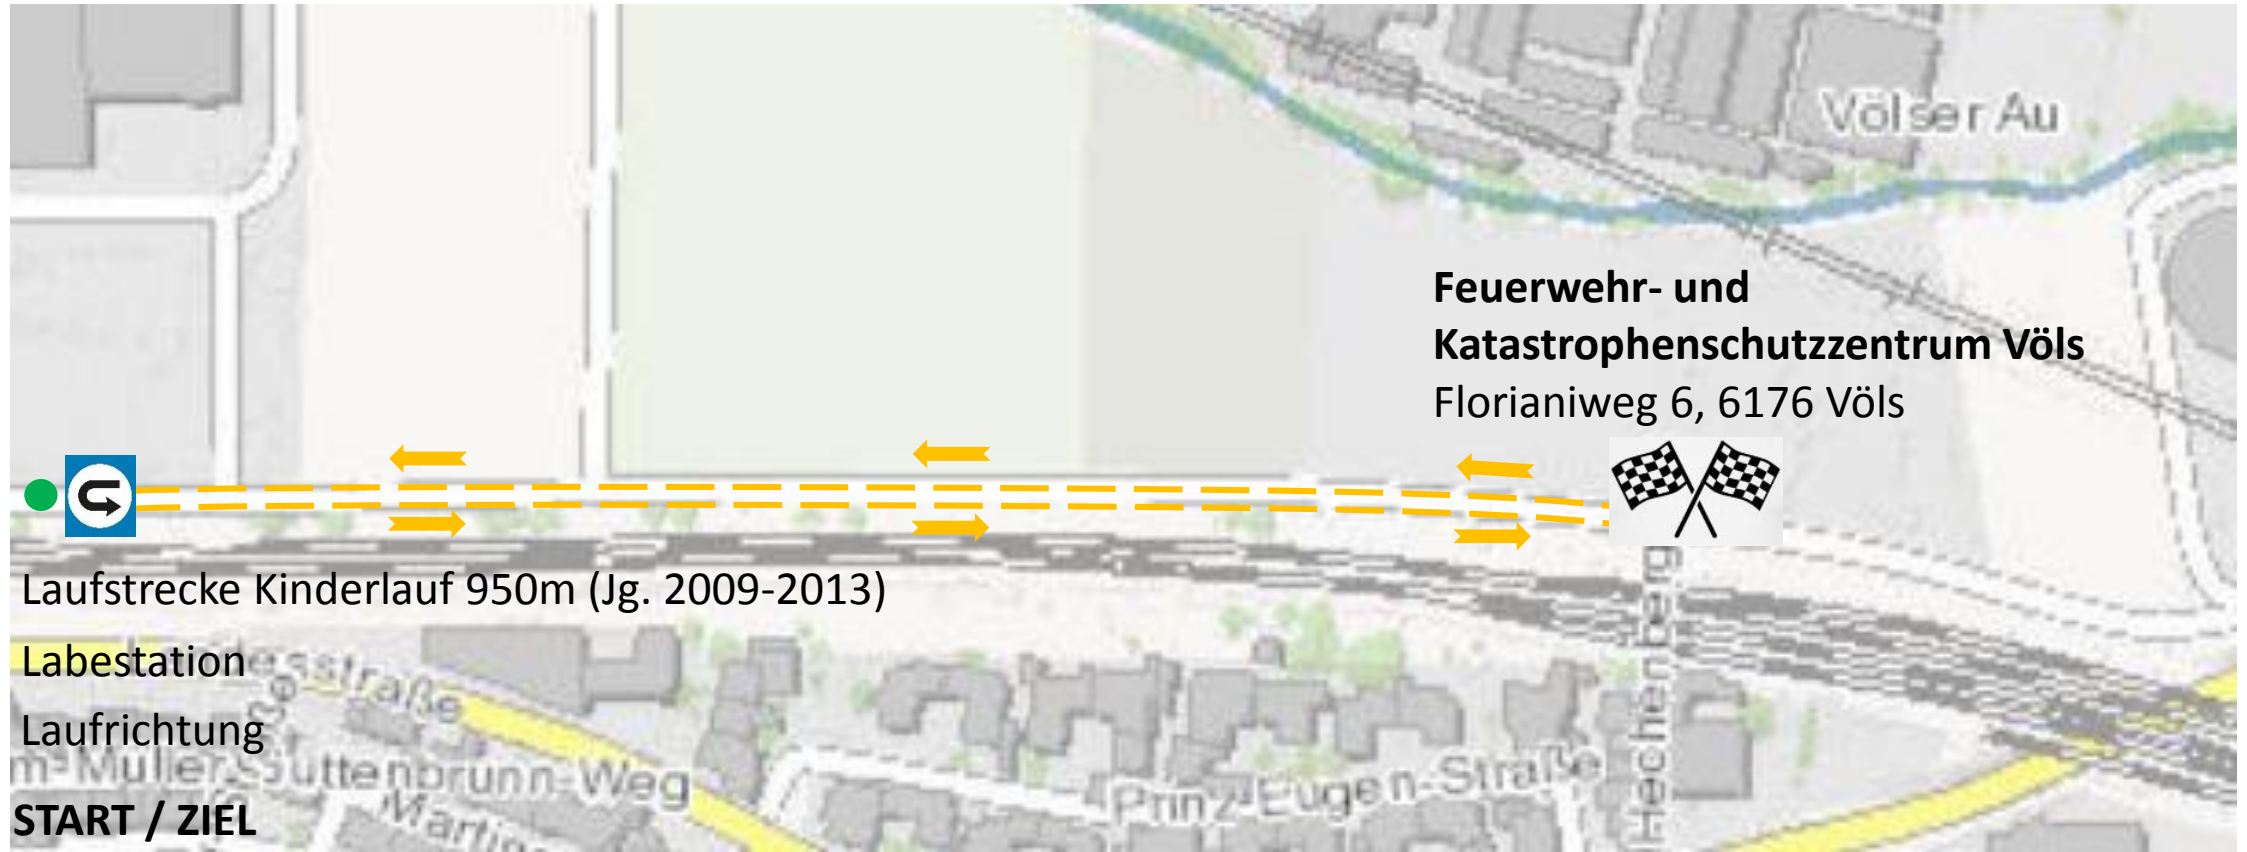 Völser Au
Feuerwehr- und
Katastrophenschutzzentrum Völs
Florianiweg 6, 6176 Völs
Laufstrecke Kinderlauf 950m (Jg. 2009-2013)
Labestation
Laufrichtung
START / ZIEL
Prinz-Eugen-Straße
Hechenberg